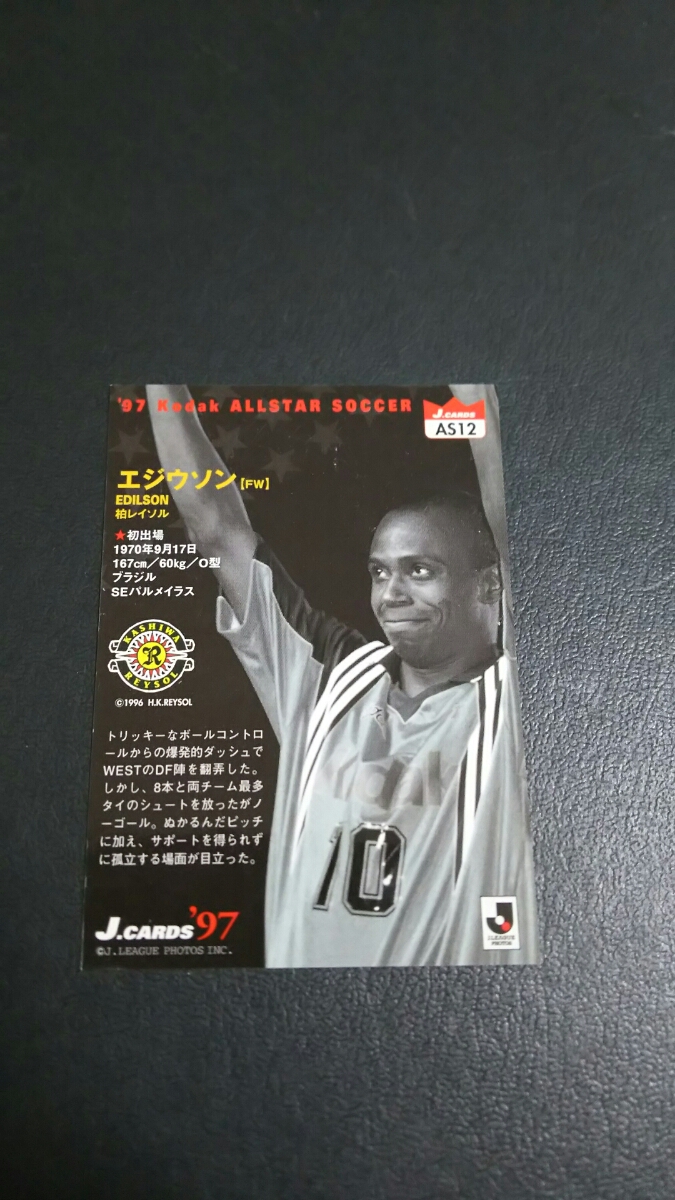 '97 Kodak ALLSTAR SOCCER
J.CARDS
AS12
エジウソン【FW】
EDILSON
柏レイソル
★初出場
1970年9月17日
167cm/60kg/O型
ブラジル
SEパルメイラス
KASHIWA
R
REYSOL
©1996 H.K.REYSOL
トリッキーなボールコントロ
ールからの爆発的ダッシュで
WESTのDF陣を翻弄した。
しかし、8本と両チーム最多
タイのシュートを放ったがノ
ーゴール。ぬかるんだピッチ
に加え、サポートを得られず
に孤立する場面が目立った。
Kodak
10
J.CARDS'97
©J.LEAGUE PHOTOS INC.
J.LEAGUE
PHOTOS